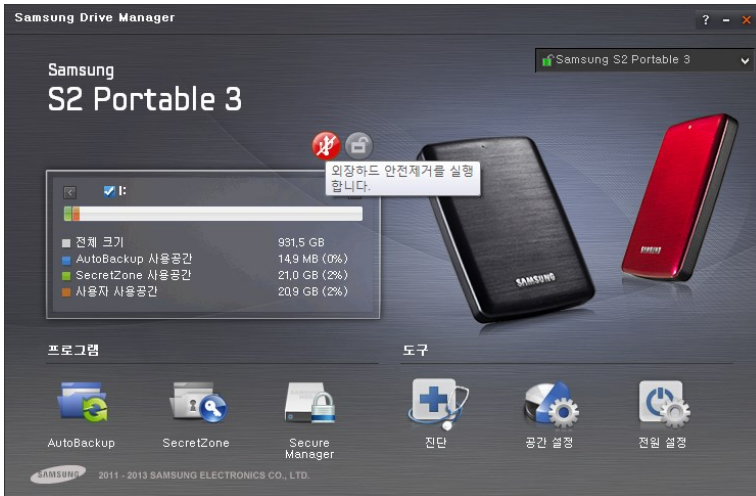 Samsung Drive Manager
? -
Samsung S2 Portable 3
Samsung
S2 Portable 3
외장하드 안전제거를 실행
합니다.
I:
전체 크기 931,5 GB
AutoBackup 사용공간 14,9 MB (0%)
SecretZone 사용공간 21,0 GB (2%)
사용자 사용공간 20,9 GB (2%)
SAMSUNG
SAMSUNG
프로그램
도구
AutoBackup
SecretZone
Secure
Manager
진단
공간 설정
전원 설정
SAMSUNG 2011 - 2013 SAMSUNG ELECTRONICS CO., LTD.